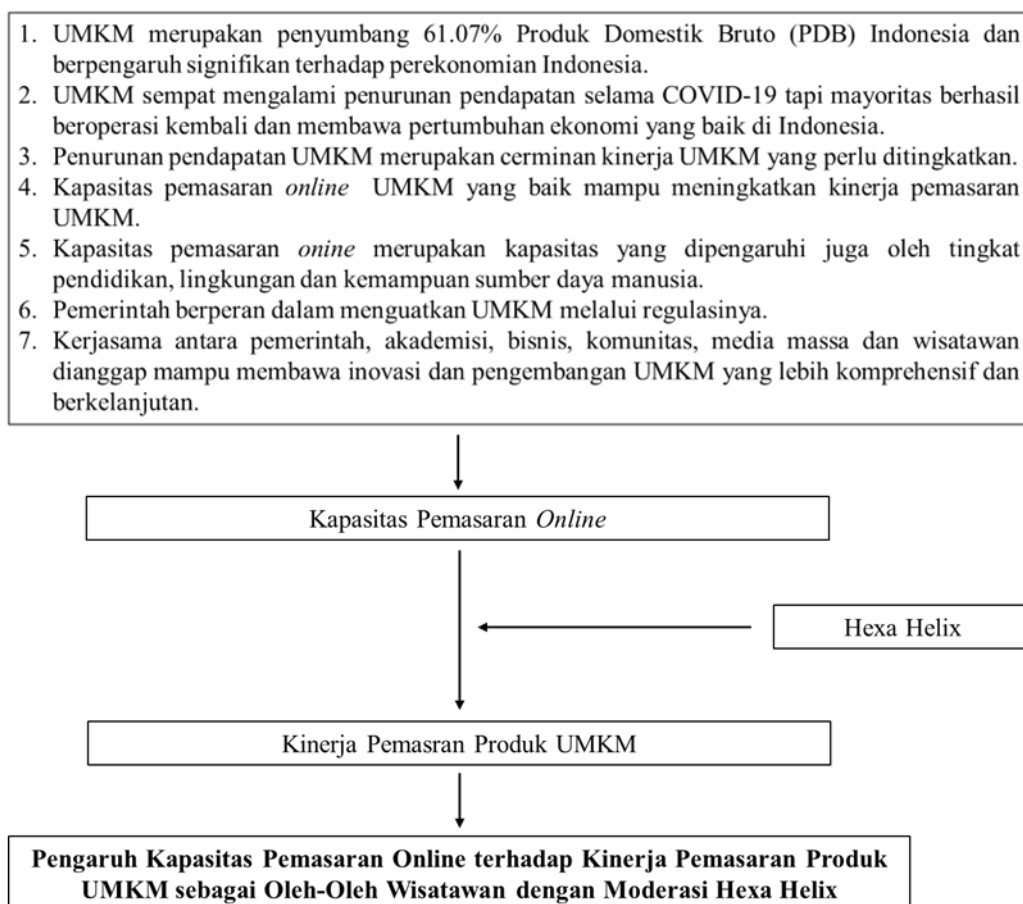 1. UMKM merupakan penyumbang 61.07% Produk Domestik Bruto (PDB) Indonesia dan
berpengaruh signifikan terhadap perekonomian Indonesia.
2. UMKM sempat mengalami penurunan pendapatan selama COVID-19 tapi mayoritas berhasil
beroperasi kembali dan membawa pertumbuhan ekonomi yang baik di Indonesia.
3. Penurunan pendapatan UMKM merupakan cerminan kinerja UMKM yang perlu ditingkatkan.
4. Kapasitas pemasaran online UMKM yang baik mampu meningkatkan kinerja pemasaran
UMKM.
5. Kapasitas pemasaran onine merupakan kapasitas yang dipengaruhi juga oleh tingkat
pendidikan, lingkungan dan kemampuan sumber daya manusia.
6. Pemerintah berperan dalam menguatkan UMKM melalui regulasinya.
7. Kerjasama antara pemerintah, akademisi, bisnis, komunitas, media massa dan wisatawan
dianggap mampu membawa inovasi dan pengembangan UMKM yang lebih komprehensif dan
berkelanjutan.
Kapasitas Pemasaran Online
Hexa Helix
Kinerja Pemasran Produk UMKM
Pengaruh Kapasitas Pemasaran Online terhadap Kinerja Pemasaran Produk
UMKM sebagai Oleh-Oleh Wisatawan dengan Moderasi Hexa Helix